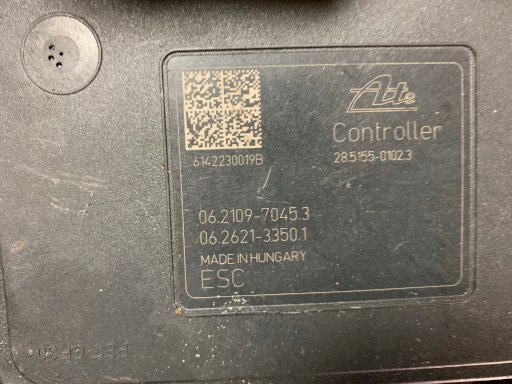 Ate
Controller
6142230019B
28.5155-0102.3
06.2109-7045.3
06.2621-3350.1
MADE IN HUNGARY
ESC